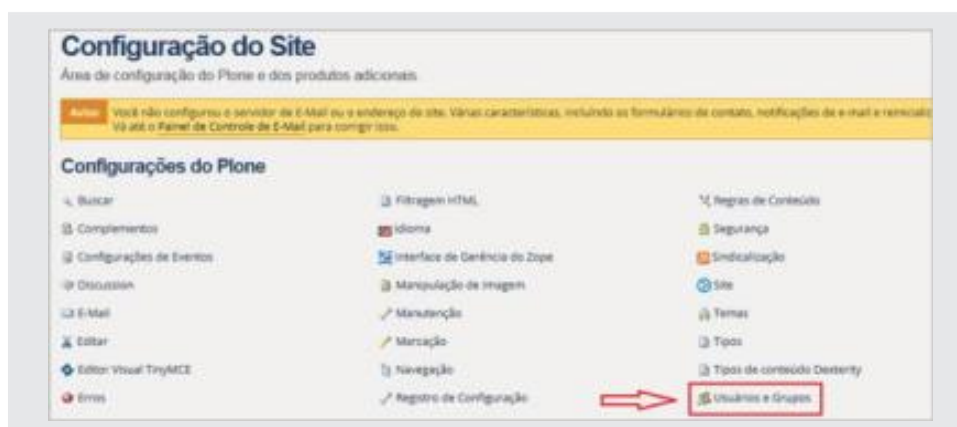 Configuração do Site
Área de configuração do Plone e dos produtos adicionais.
Aviso Você não configurou o servidor de E-Mail ou o endereço do site. Várias características, incluindo os formulários de contato, notificações de e-mail e
Vá até o Painel de Controle de E-Mail para corrigir isso.
Configurações do Plone
Buscar
Filtragem HTML
Regras de Conteúdo
Complementos
Idioma
Segurança
Configurações de Eventos
Interface de Gerência do Zope
Sindicalização
Discussion
Manipulação de Imagem
Site
E-Mail
Manutenção
Temas
Editar
Marcação
Tipos
Editor Visual TinyMCE
Navegação
Tipos de conteúdo Dexterity
Erros
Registro de Configuração
Usuários e Grupos